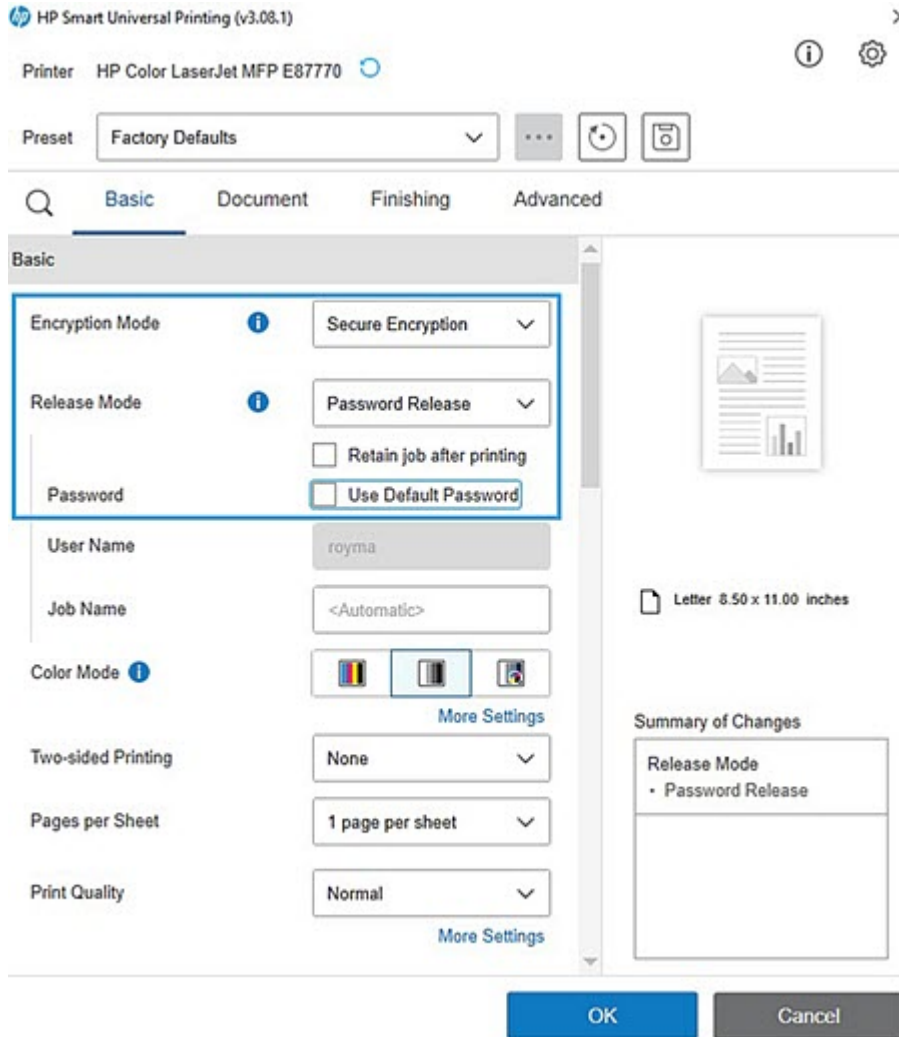 hp HP Smart Universal Printing (v3.08.1)
Printer HP Color LaserJet MFP E87770
Preset Factory Defaults
Basic Document Finishing Advanced
Basic
Encryption Mode Secure Encryption
Release Mode Password Release
Retain job after printing
Password Use Default Password
User Name royma
Job Name <Automatic>
Letter 8.50 x 11.00 inches
Color Mode
More Settings
Summary of Changes
Two-sided Printing None
Release Mode
• Password Release
Pages per Sheet 1 page per sheet
Print Quality Normal
More Settings
OK Cancel